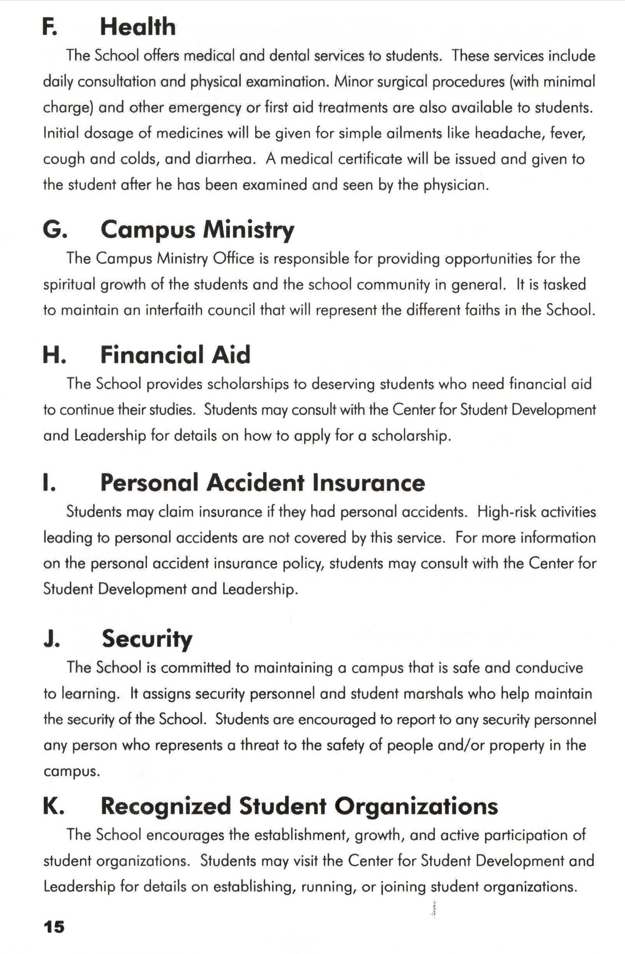 F. Health
The School offers medical and dental services to students. These services include
daily consultation and physical examination. Minor surgical procedures (with minimal
charge) and other emergency or first aid treatments are also available to students.
Initial dosage of medicines will be given for simple ailments like headache, fever,
cough and colds, and diarrhea. A medical certificate will be issued and given to
the student after he has been examined and seen by the physician.
G. Campus Ministry
The Campus Ministry Office is responsible for providing opportunities for the
spiritual growth of the students and the school community in general. It is tasked
to maintain an interfaith council that will represent the different faiths in the School.
H. Financial Aid
The School provides scholarships to deserving students who need financial aid
to continue their studies. Students may consult with the Center for Student Development
and Leadership for details on how to apply for a scholarship.
I. Personal Accident Insurance
Students may claim insurance if they had personal accidents. High-risk activities
leading to personal accidents are not covered by this service. For more information
on the personal accident insurance policy, students may consult with the Center for
Student Development and Leadership.
J. Security
The School is committed to maintaining a campus that is safe and conducive
to learning. It assigns security personnel and student marshals who help maintain
the security of the School. Students are encouraged to report to any security personnel
any person who represents a threat to the safety of people and/or property in the
campus.
K. Recognized Student Organizations
The School encourages the establishment, growth, and active participation of
student organizations. Students may visit the Center for Student Development and
Leadership for details on establishing, running, or joining student organizations.
15